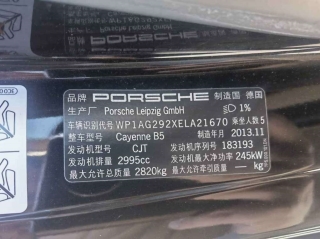 品牌 PORSCHE 制造国 德国
生产厂名 Porsche Leipzig GmbH 1%
车辆识别代号 WP1AG292XELA21670 乘坐人数 5
整车型号 Cayenne B5 制造年月 2013.11
发动机型号 CJT 发动机序列号 183193
发动机排量 2995cc 发动机最大净功率 245kW
最大允许总质量 2820kg 最大允许牵引质量 — kg